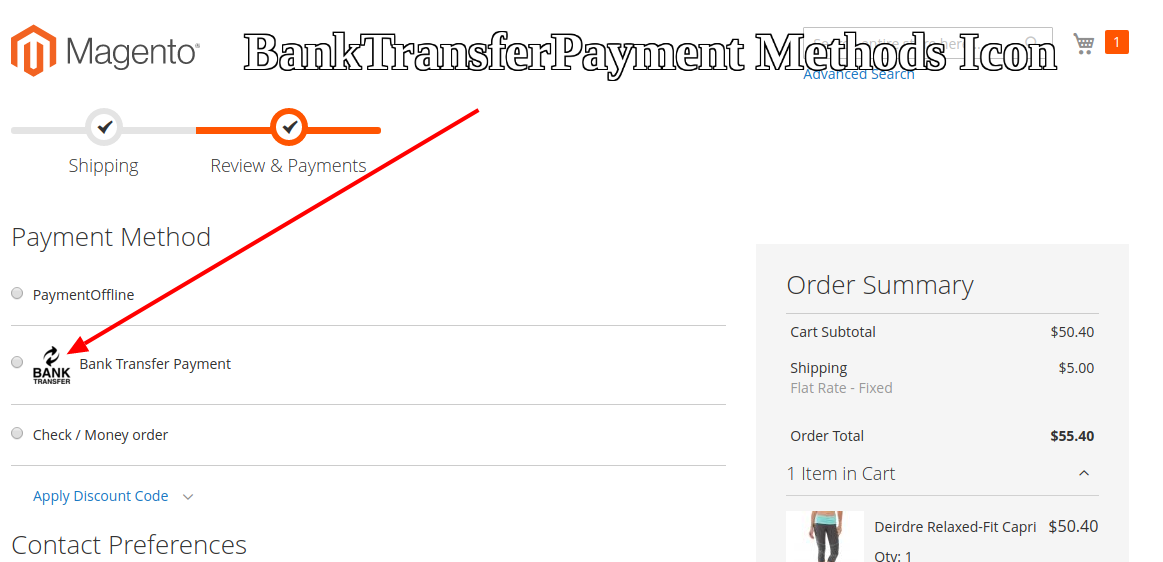 Magento
BankTransferPayment Methods Icon
1
Advanced Search
Shipping
Review & Payments
Payment Method
PaymentOffline
BANK
TRANSFER
Bank Transfer Payment
Check / Money order
Apply Discount Code
Contact Preferences
Order Summary
Cart Subtotal $50.40
Shipping $5.00
Flat Rate - Fixed
Order Total $55.40
1 Item in Cart
Deirdre Relaxed-Fit Capri $50.40
Qty: 1